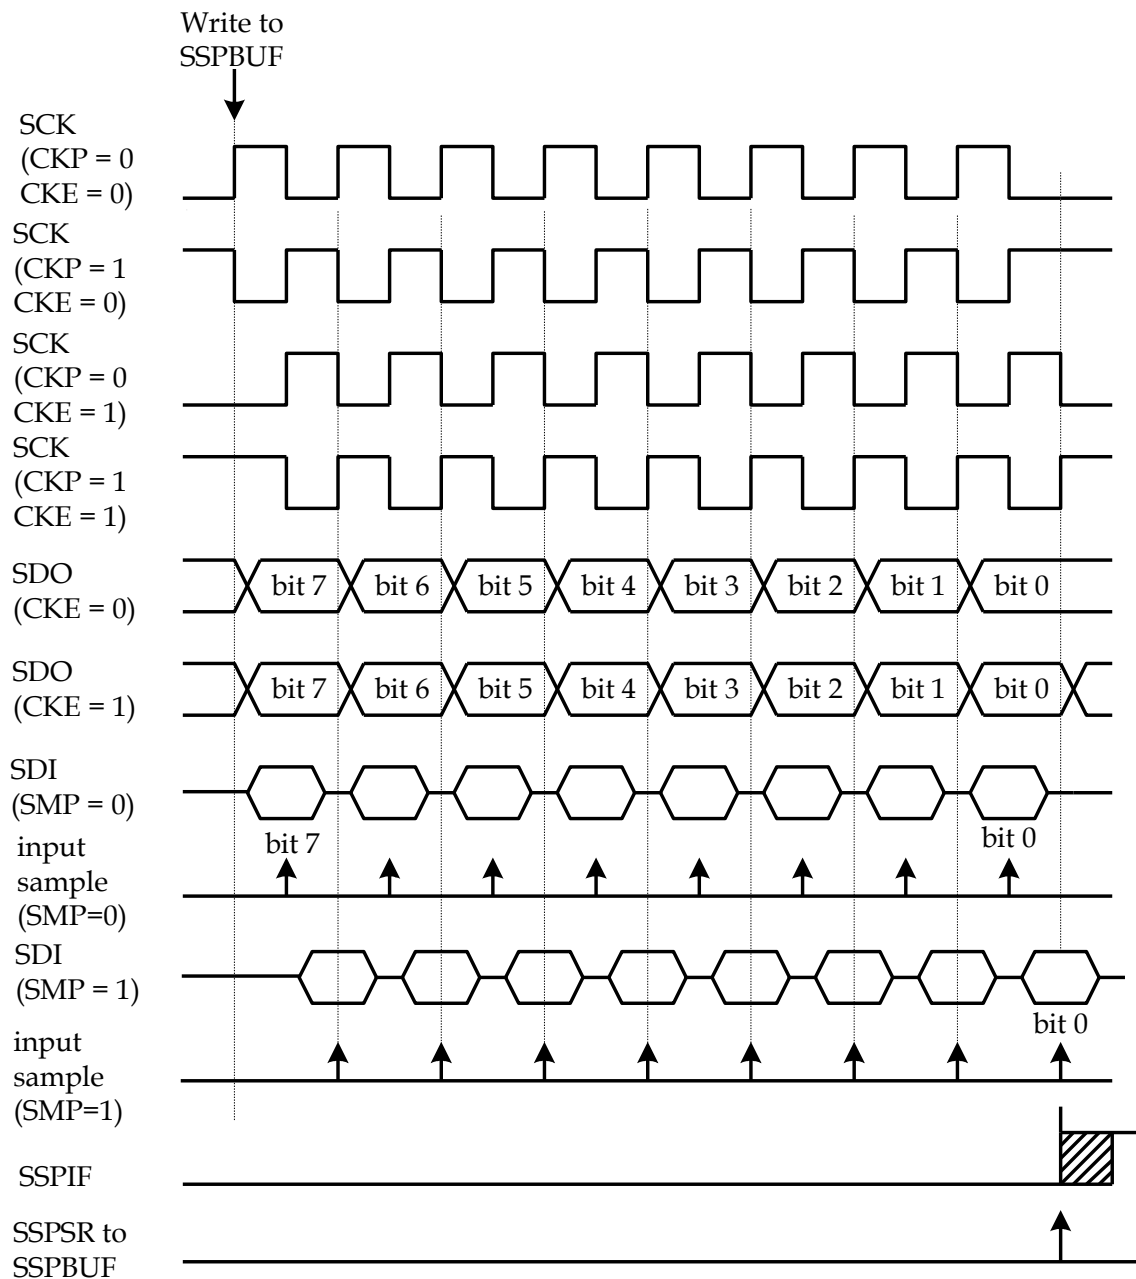 Write to
SSPBUF
SCK
(CKP = 0
CKE = 0)
SCK
(CKP = 1
CKE = 0)
SCK
(CKP = 0
CKE = 1)
SCK
(CKP = 1
CKE = 1)
SDO
(CKE = 0)
bit 7 bit 6 bit 5 bit 4 bit 3 bit 2 bit 1 bit 0
SDO
(CKE = 1)
bit 7 bit 6 bit 5 bit 4 bit 3 bit 2 bit 1 bit 0
SDI
(SMP = 0)
bit 7 bit 0
input
sample
(SMP=0)
SDI
(SMP = 1)
bit 0
input
sample
(SMP=1)
SSPIF
SSPSR to
SSPBUF